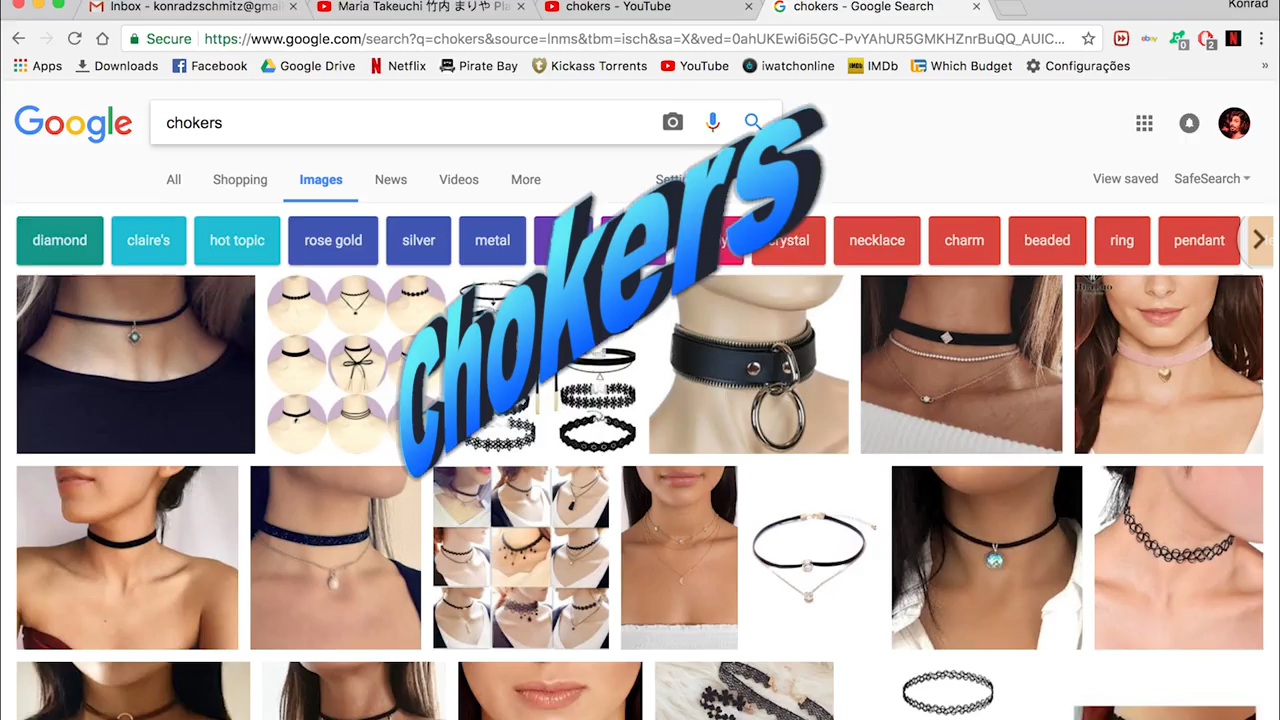 Inbox - konradzschmitz@gmai
Maria Takeuchi 竹内 まりや Pla
chokers - YouTube
chokers - Google Search
Konrad
Secure
https://www.google.com/search?q=chokers&source=lnms&tbm=isch&sa=X&ved=0ahUKEwi6i5GC-PvYAhUR5GMKHZnrBuQQ_AUIC...
Apps
Downloads
Facebook
Google Drive
Netflix
Pirate Bay
Kickass Torrents
YouTube
iwatchonline
IMDb
Which Budget
Configurações
Google
chokers
All
Shopping
Images
News
Videos
More
View saved
SafeSearch
diamond
claire's
hot topic
rose gold
silver
metal
crystal
necklace
charm
beaded
ring
pendant
Chokers